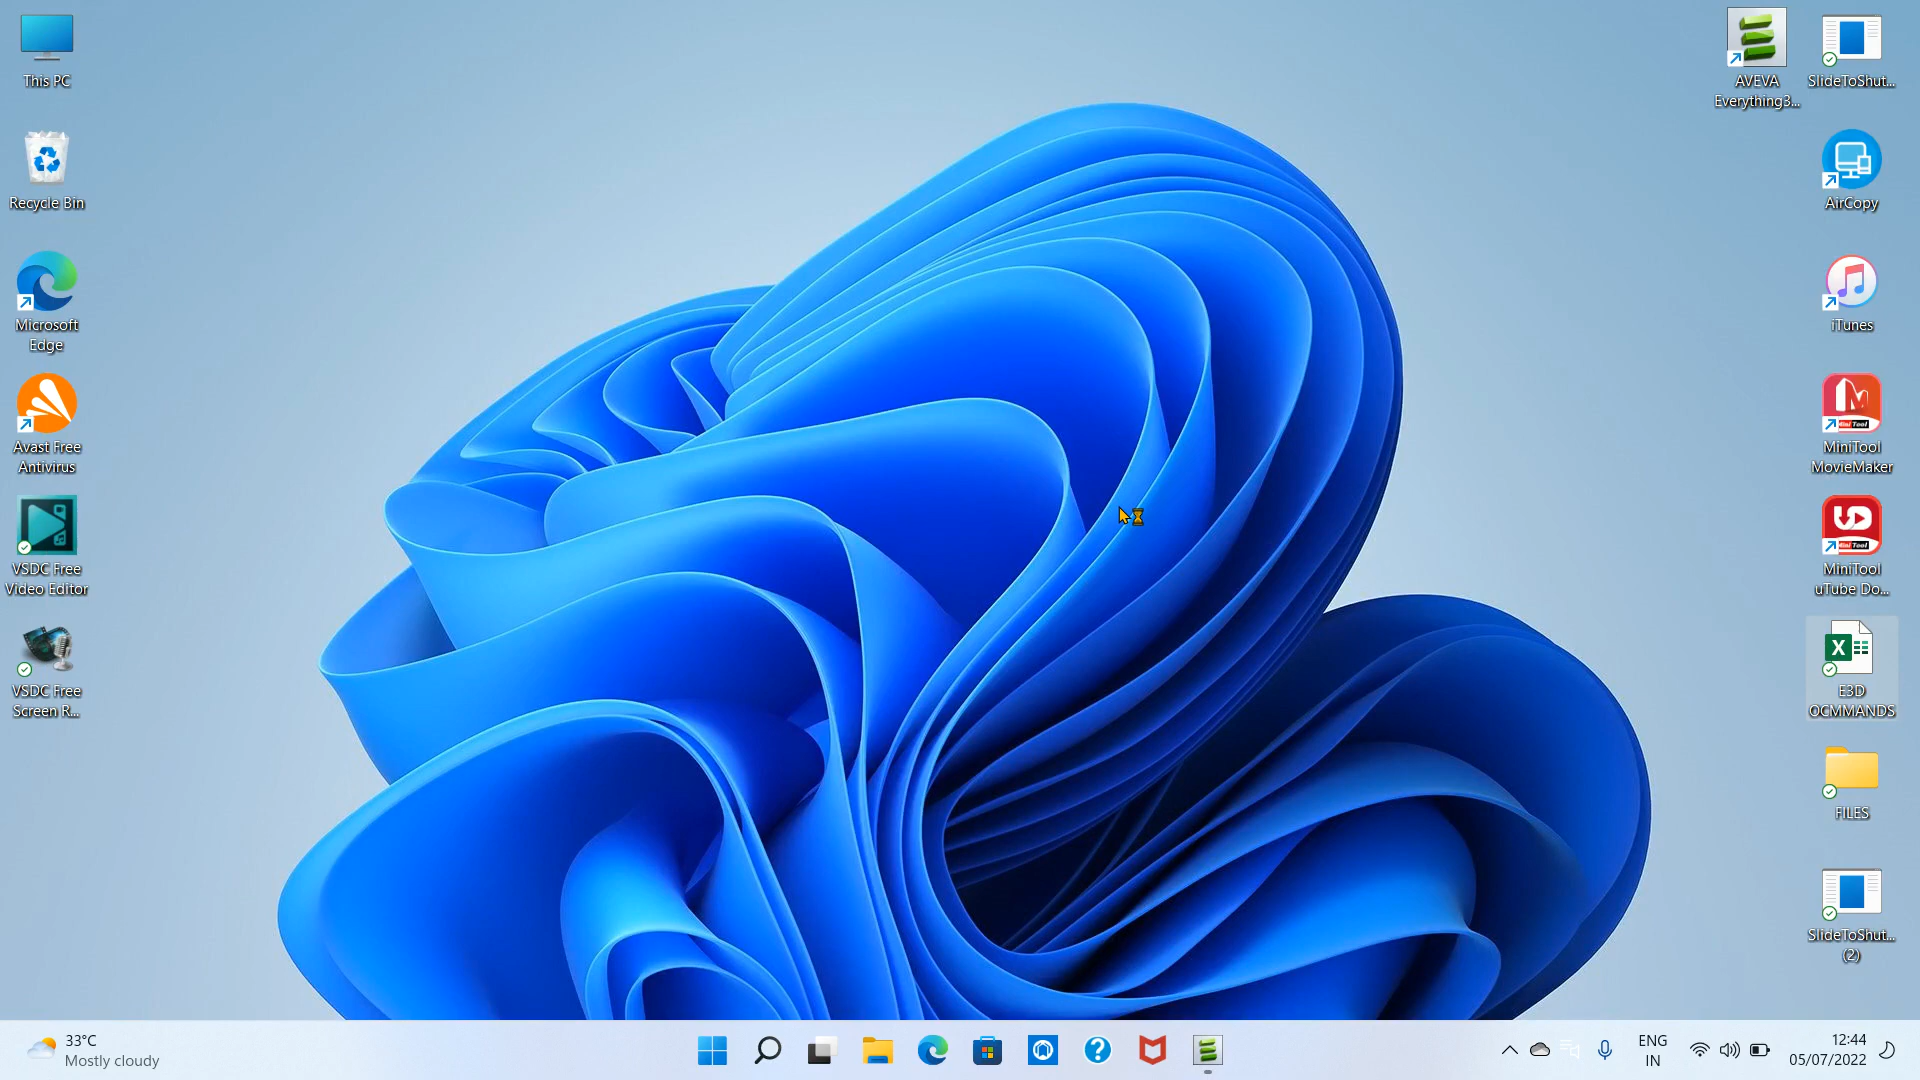 This PC
Recycle Bin
Microsoft
Edge
Avast Free
Antivirus
VSDC Free
Video Editor
VSDC Free
Screen R...
AVEVA
Everything3...
SlideToShut...
AirCopy
iTunes
MiniTool
MovieMaker
MiniTool
uTube Do...
E3D
OCMMANDS
FILES
SlideToShut...
(2)
33°C
Mostly cloudy
ENG
IN
12:44
05/07/2022